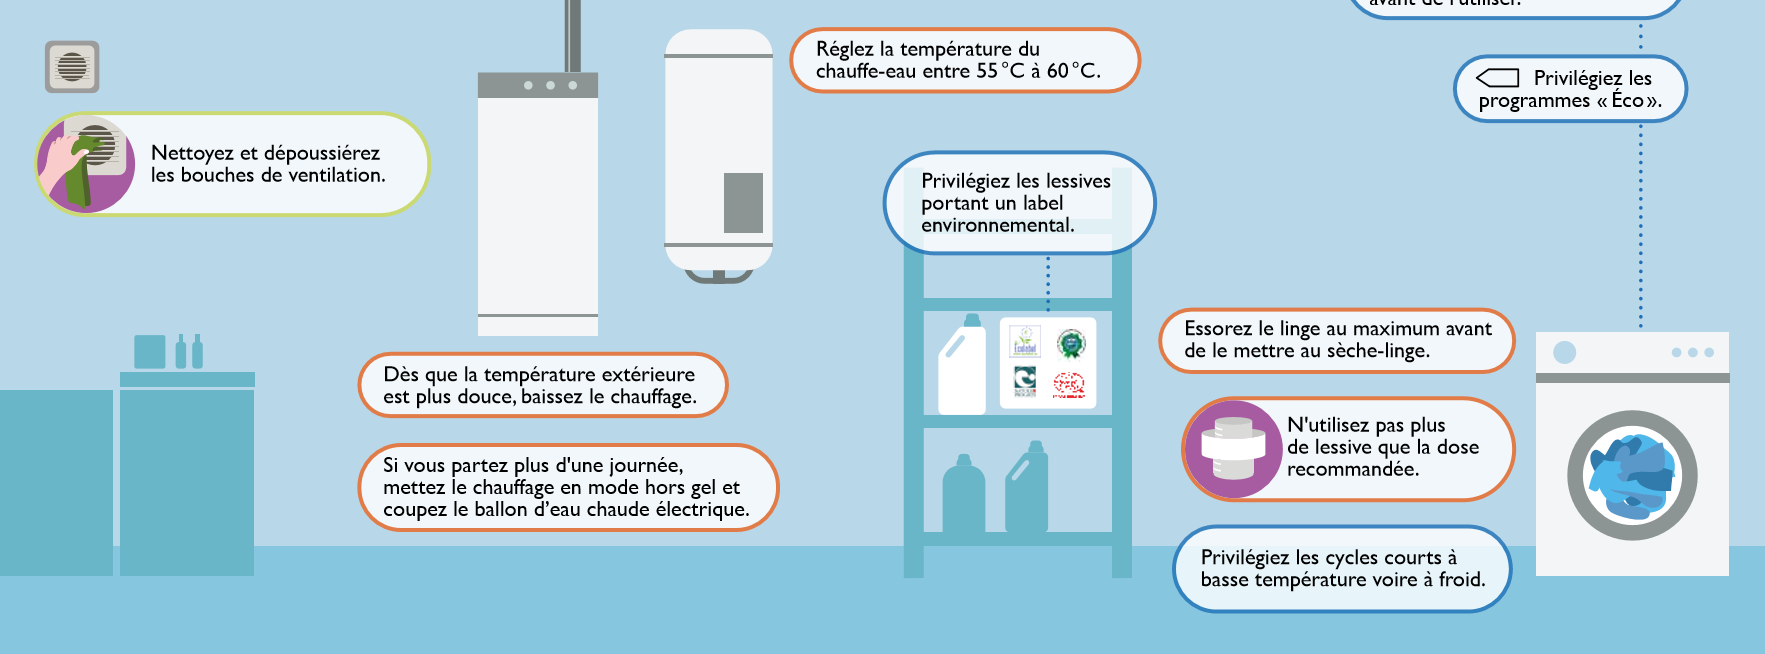 avant de l'utiliser.
Réglez la température du
chauffe-eau entre 55 °C à 60 °C.
Privilégiez les
programmes « Éco ».
Nettoyez et dépoussiérez
les bouches de ventilation.
Privilégiez les lessives
portant un label
environnemental.
Ecolabel
Essorez le linge au maximum avant
de le mettre au sèche-linge.
Dès que la température extérieure
est plus douce, baissez le chauffage.
N'utilisez pas plus
de lessive que la dose
recommandée.
Si vous partez plus d'une journée,
mettez le chauffage en mode hors gel et
coupez le ballon d’eau chaude électrique.
Privilégiez les cycles courts à
basse température voire à froid.